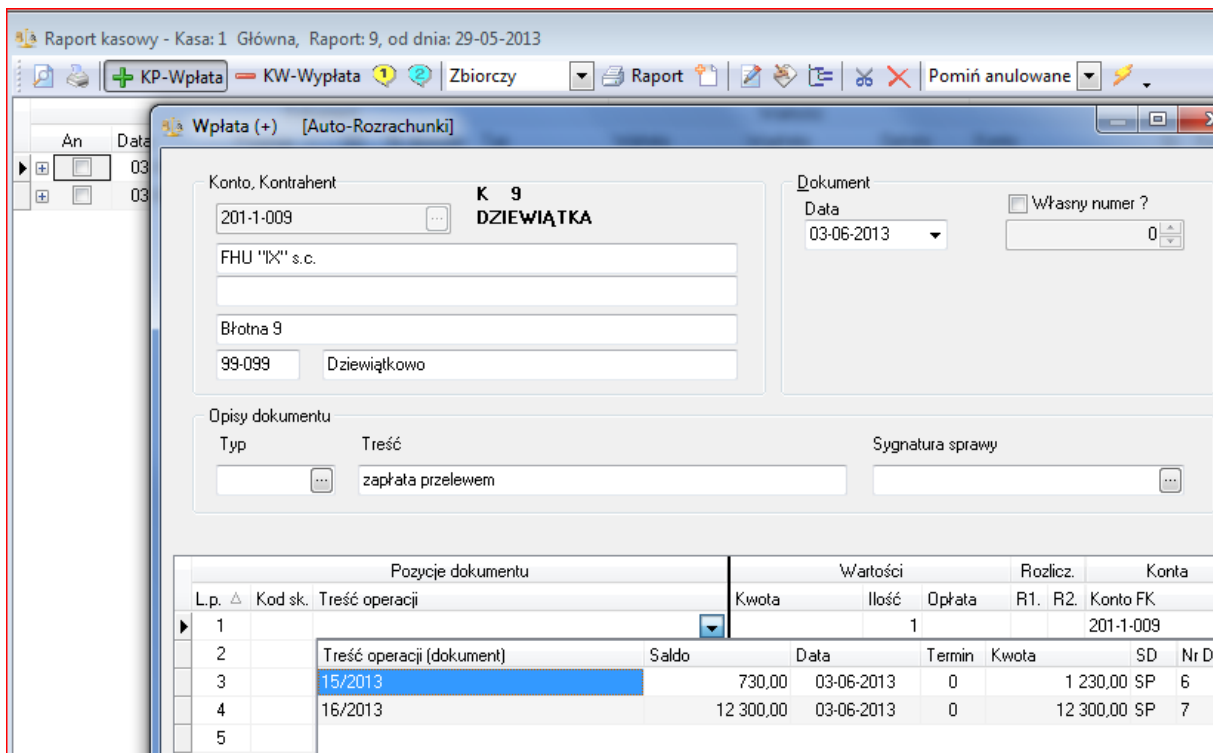 Raport kasowy - Kasa: 1 Główna, Raport: 9, od dnia: 29-05-2013
KP-Wpłata KW-Wypłata 1 2 Zbiorczy Raport Pomiń anulowane
An Data
03
03
Wpłata (+) [Auto-Rozrachunki]
Konto, Kontrahent
K 9
201-1-009 ... DZIEWIĄTKA
FHU "IX" s.c.
Błotna 9
99-099 Dziewiątkowo
Dokument
Data Własny numer ?
03-06-2013 0
Opisy dokumentu
Typ Treść Sygnatura sprawy
... zapłata przelewem ...
Pozycje dokumentu Wartości Rozlicz. Konta
L.p. Kod sk. Treść operacji Kwota Ilość Opłata R1. R2. Konto FK
1 1 201-1-009
2 Treść operacji (dokument) Saldo Data Termin Kwota SD Nr D
3 15/2013 730,00 03-06-2013 0 1 230,00 SP 6
4 16/2013 12 300,00 03-06-2013 0 12 300,00 SP 7
5